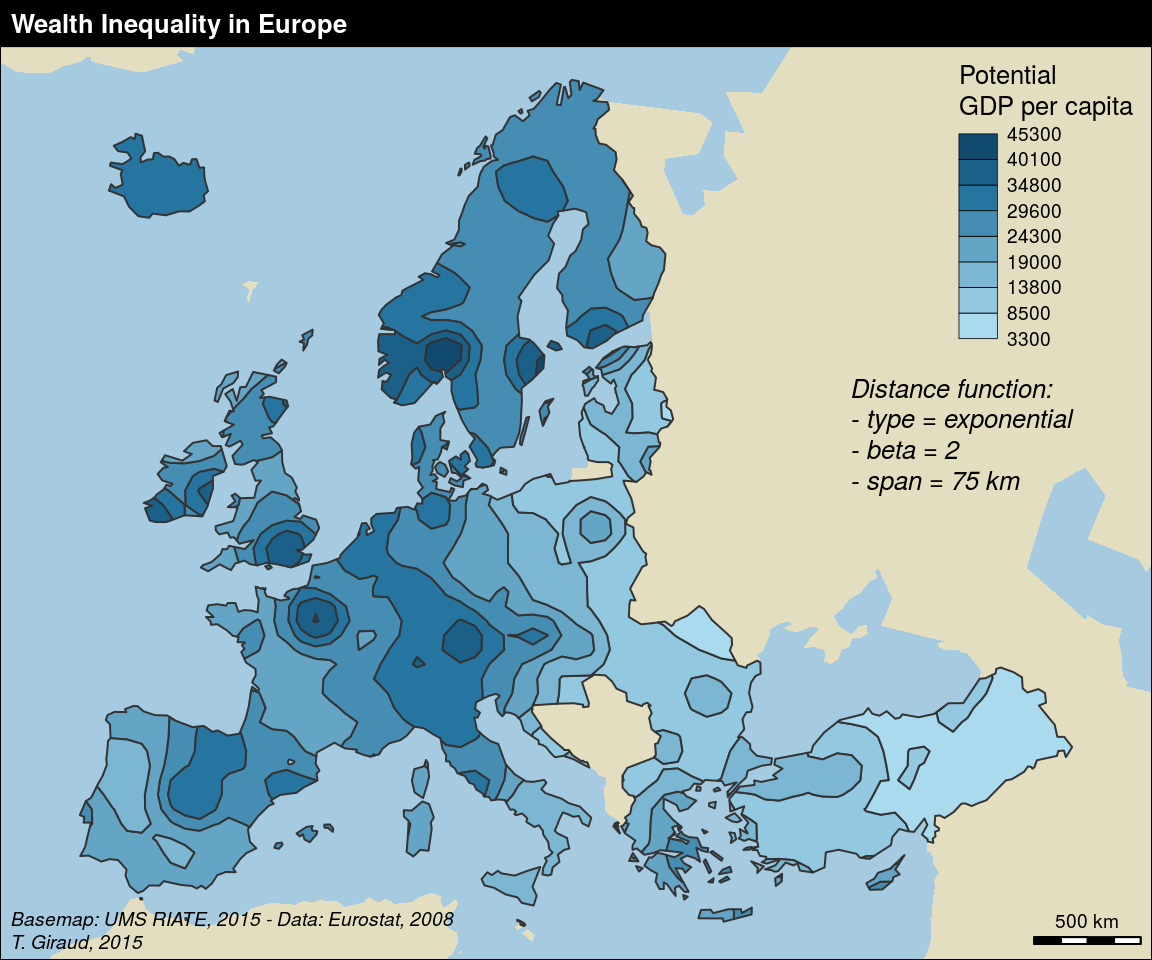 Wealth Inequality in Europe
Potential
GDP per capita
45300
40100
34800
29600
24300
19000
13800
8500
3300
Distance function:
- type = exponential
- beta = 2
- span = 75 km
Basemap: UMS RIATE, 2015 - Data: Eurostat, 2008
T. Giraud, 2015
500 km